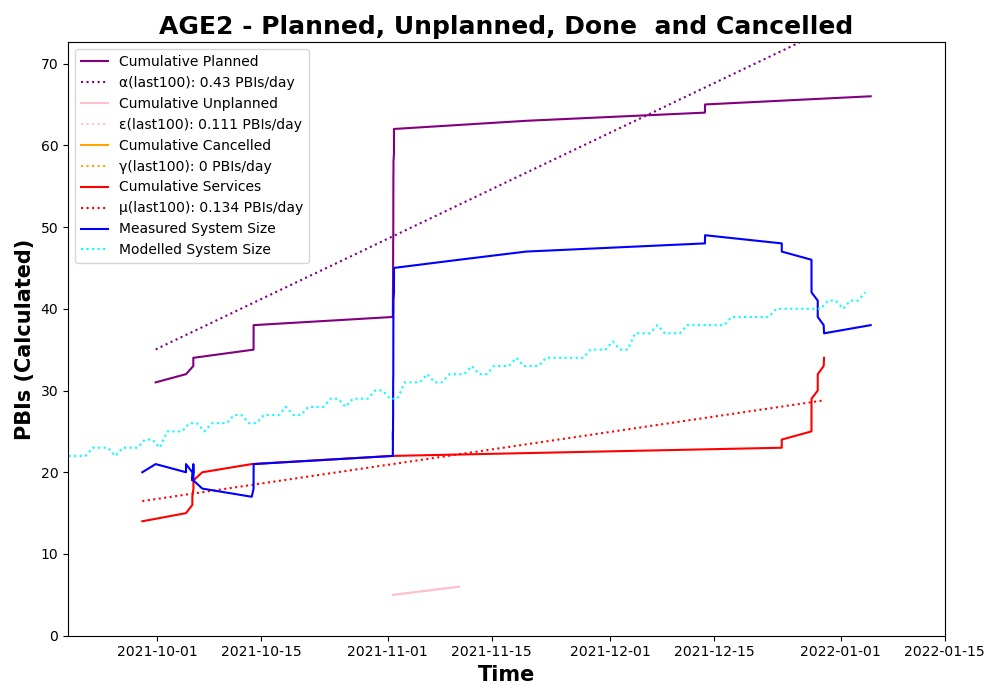 AGE2 - Planned, Unplanned, Done  and Cancelled
Cumulative Planned
α(last100): 0.43 PBIs/day
Cumulative Unplanned
ε(last100): 0.111 PBIs/day
Cumulative Cancelled
γ(last100): 0 PBIs/day
Cumulative Services
μ(last100): 0.134 PBIs/day
Measured System Size
Modelled System Size
PBIs (Calculated)
70
60
50
40
30
20
10
0
2021-10-01
2021-10-15
2021-11-01
2021-11-15
2021-12-01
2021-12-15
2022-01-01
2022-01-15
Time